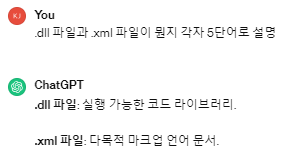 KJ You
.dll 파일과 .xml 파일이 뭔지 각자 5단어로 설명
ChatGPT
.dll 파일: 실행 가능한 코드 라이브러리.
.xml 파일: 다목적 마크업 언어 문서.